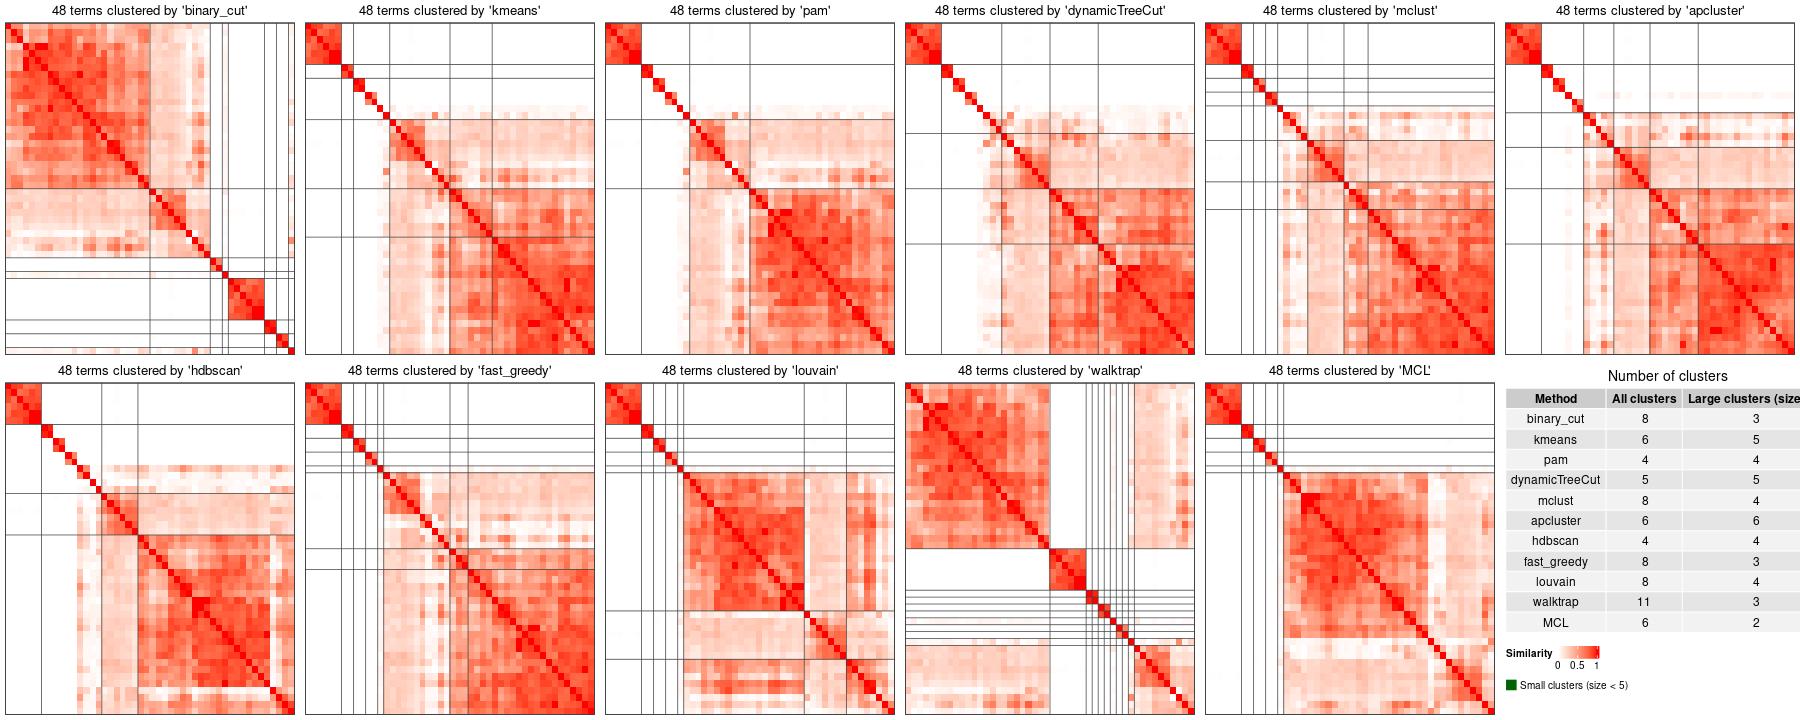 48 terms clustered by 'binary_cut'
48 terms clustered by 'kmeans'
48 terms clustered by 'pam'
48 terms clustered by 'dynamicTreeCut'
48 terms clustered by 'mclust'
48 terms clustered by 'apcluster'
48 terms clustered by 'hdbscan'
48 terms clustered by 'fast_greedy'
48 terms clustered by 'louvain'
48 terms clustered by 'walktrap'
48 terms clustered by 'MCL'
Number of clusters
Method All clusters Large clusters (size
binary_cut 8 3
kmeans 6 5
pam 4 4
dynamicTreeCut 5 5
mclust 8 4
apcluster 6 6
hdbscan 4 4
fast_greedy 8 3
louvain 8 4
walktrap 11 3
MCL 6 2
Similarity
0 0.5 1
Small clusters (size < 5)